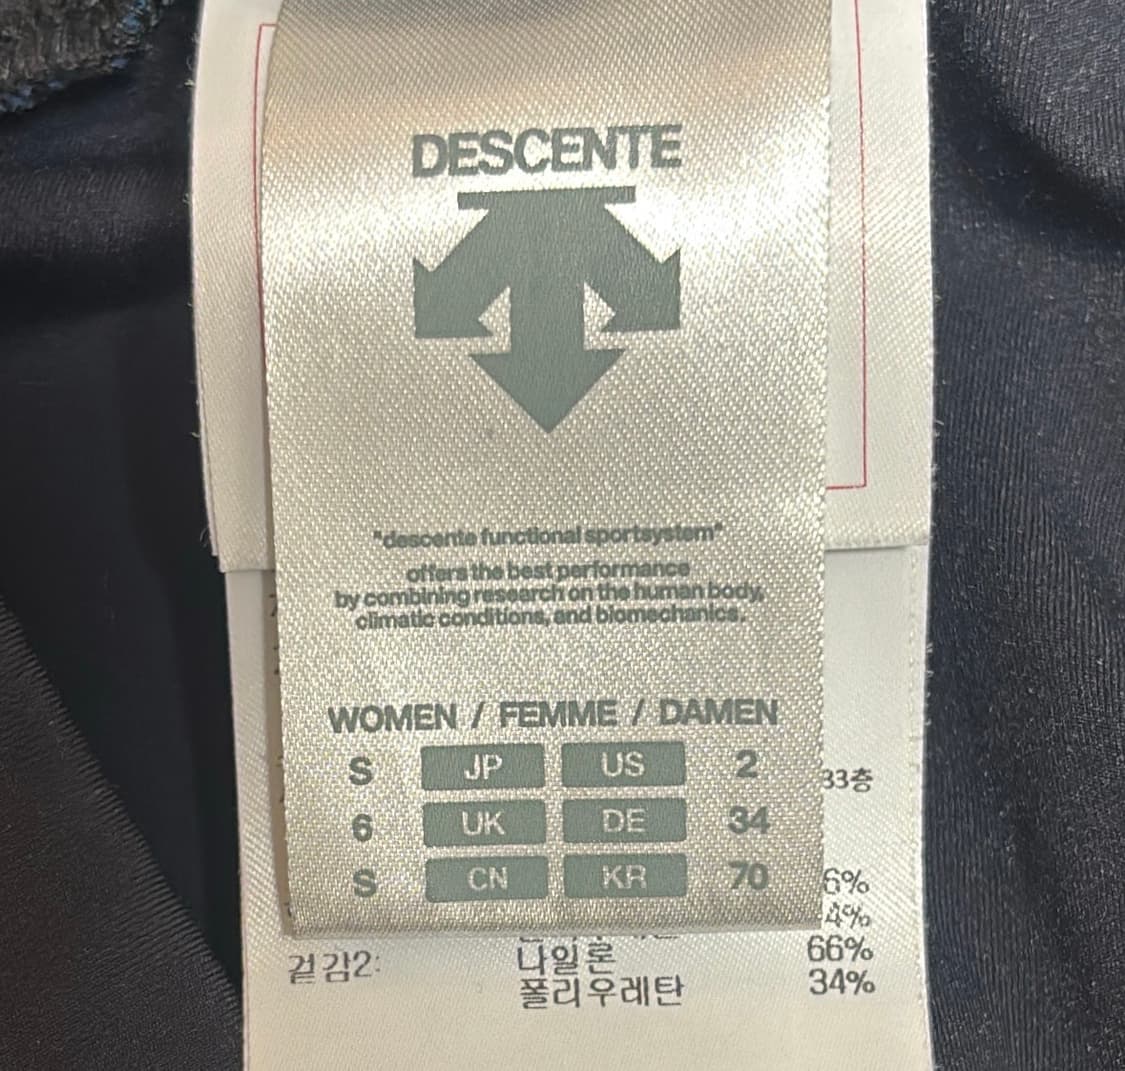 DESCENTE
"descente functional sportsystem"
offers the best performance
by combining research on the human body,
climatic conditions, and biomechanics.
WOMEN / FEMME / DAMEN
S JP US 2
6 UK DE 34
S CN KR 70
33층
6%
4%
겉감2: 나일론 66%
폴리우레탄 34%